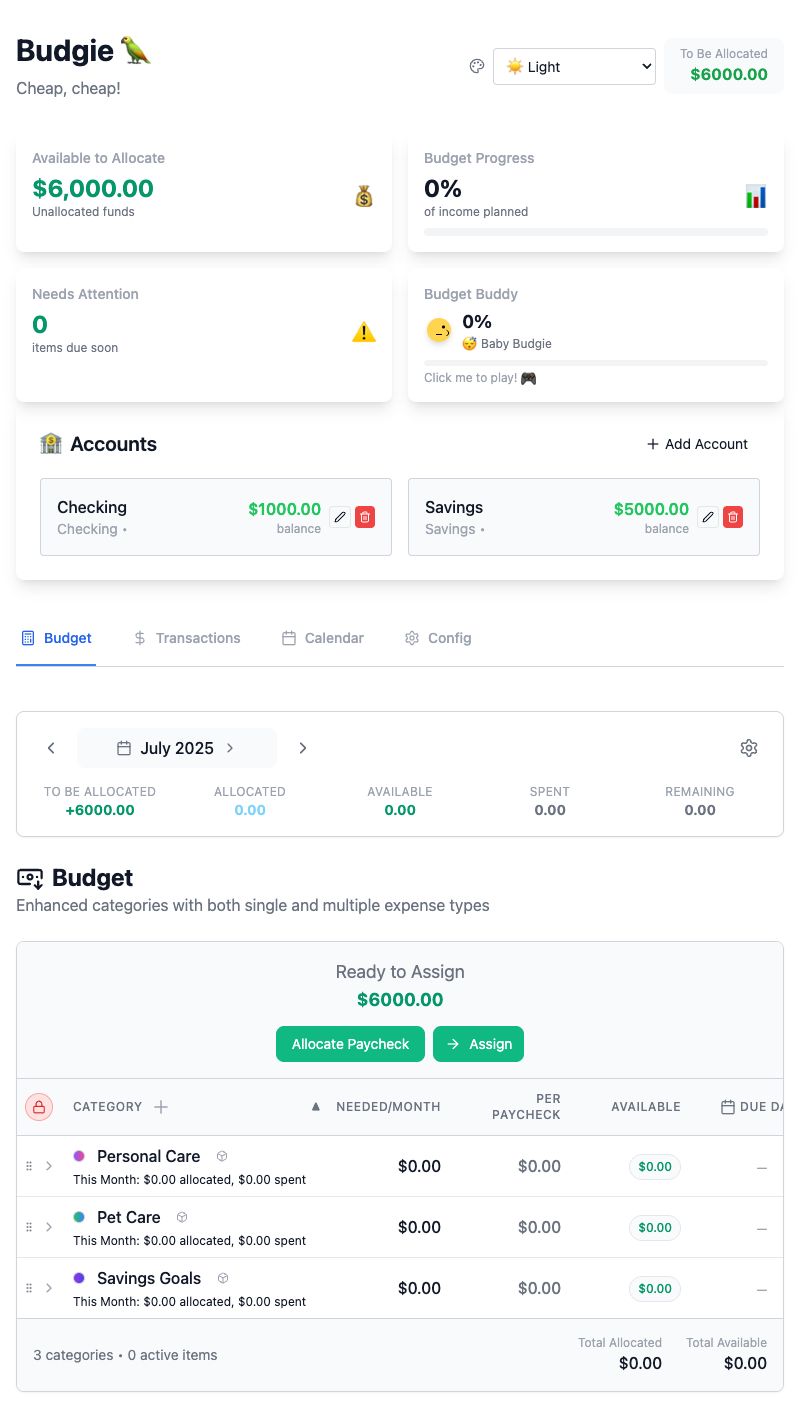 Budgie 🦜
Cheap, cheap!
☀️ Light
To Be Allocated
$6000.00
Available to Allocate
$6,000.00
Unallocated funds
Budget Progress
0%
of income planned
Needs Attention
0
items due soon
Budget Buddy
0%
😴 Baby Budgie
Click me to play! 🎮
🏦 Accounts
+ Add Account
Checking
Checking •
$1000.00
balance
Savings
Savings •
$5000.00
balance
Budget
Transactions
Calendar
Config
July 2025
TO BE ALLOCATED
+6000.00
ALLOCATED
0.00
AVAILABLE
0.00
SPENT
0.00
REMAINING
0.00
Budget
Enhanced categories with both single and multiple expense types
Ready to Assign
$6000.00
Allocate Paycheck
→ Assign
CATEGORY +
▲ NEEDED/MONTH
PER
PAYCHECK
AVAILABLE
DUE DA
Personal Care
This Month: $0.00 allocated, $0.00 spent
$0.00
$0.00
$0.00
–
Pet Care
This Month: $0.00 allocated, $0.00 spent
$0.00
$0.00
$0.00
–
Savings Goals
This Month: $0.00 allocated, $0.00 spent
$0.00
$0.00
$0.00
–
3 categories • 0 active items
Total Allocated
$0.00
Total Available
$0.00